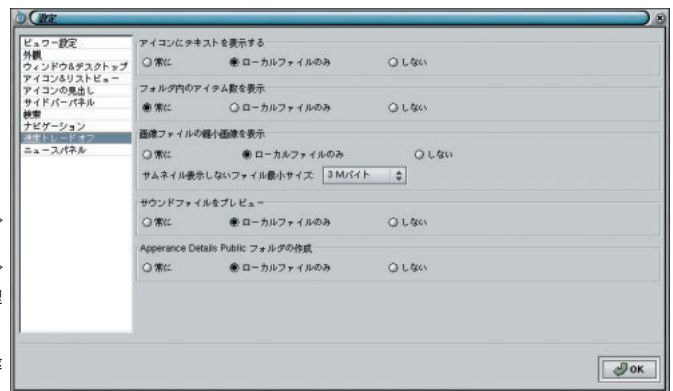 設定
ビュワー設定
外観
ウィンドウ&デスクトップ
アイコン&リストビュー
アイコンの見出し
サイドバーパネル
検索
ナビゲーション
速度トレードオフ
ニュースパネル
アイコンにテキストを表示する
常に ローカルファイルのみ しない
フォルダ内のアイテム数を表示
常に ローカルファイルのみ しない
画像ファイルの縮小画像を表示
常に ローカルファイルのみ しない
サムネイル表示しないファイル最小サイズ: 3 Mバイト
サウンドファイルをプレビュー
常に ローカルファイルのみ しない
Apperance Details Public フォルダの作成
常に ローカルファイルのみ しない
OK